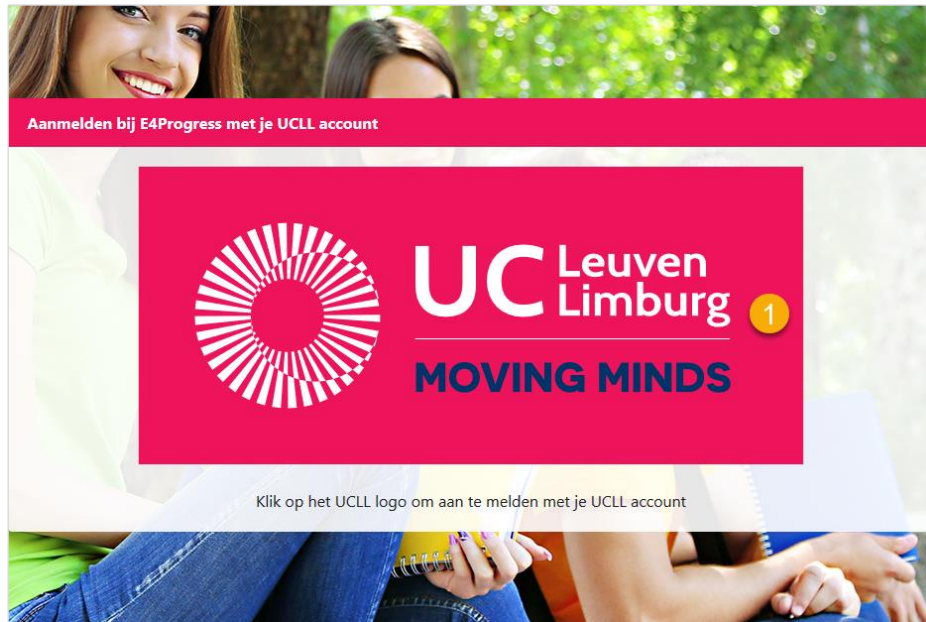 Aanmelden bij E4Progress met je UCLL account
UC Leuven
Limburg
1
MOVING MINDS
Klik op het UCLL logo om aan te melden met je UCLL account